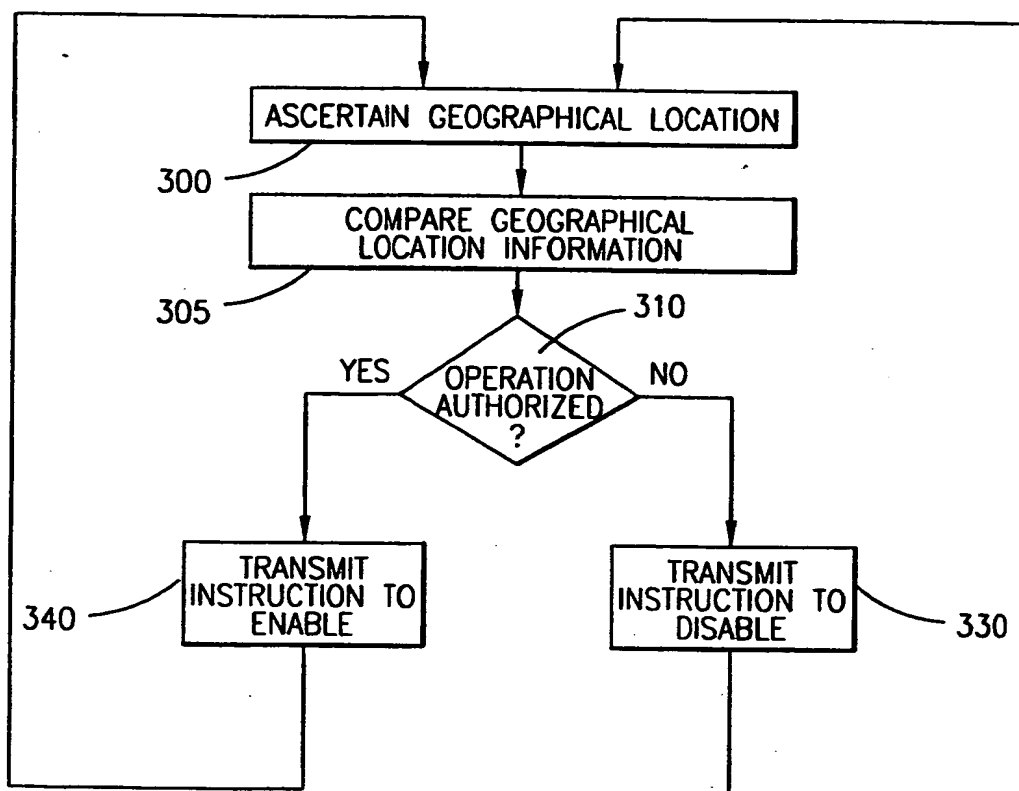 ASCERTAIN GEOGRAPHICAL LOCATION
300
COMPARE GEOGRAPHICAL
LOCATION INFORMATION
305
310
YES
OPERATION
AUTHORIZED
?
NO
TRANSMIT
INSTRUCTION TO
ENABLE
340
TRANSMIT
INSTRUCTION TO
DISABLE
330